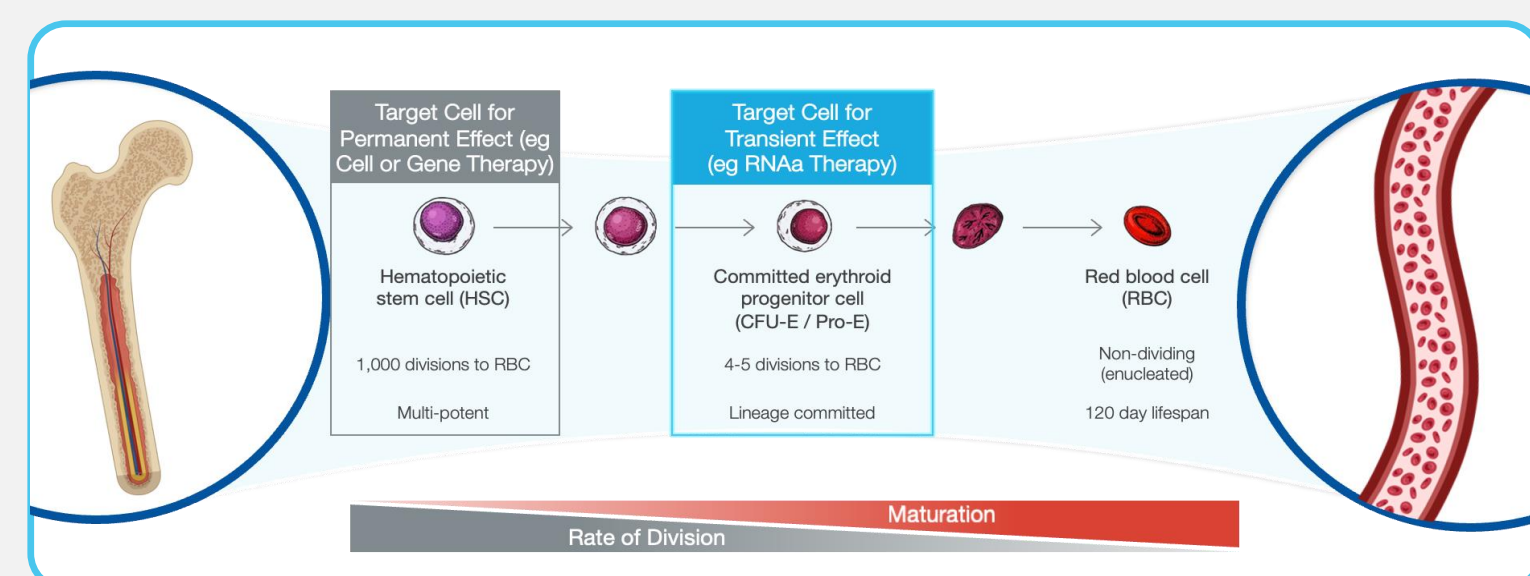 Target Cell for
Permanent Effect (eg
Cell or Gene Therapy)
Hematopoietic
stem cell (HSC)
1,000 divisions to RBC
Multi-potent
Target Cell for
Transient Effect
(eg RNAa Therapy)
Committed erythroid
progenitor cell
(CFU-E / Pro-E)
4-5 divisions to RBC
Lineage committed
Red blood cell
(RBC)
Non-dividing
(enucleated)
120 day lifespan
Maturation
Rate of Division